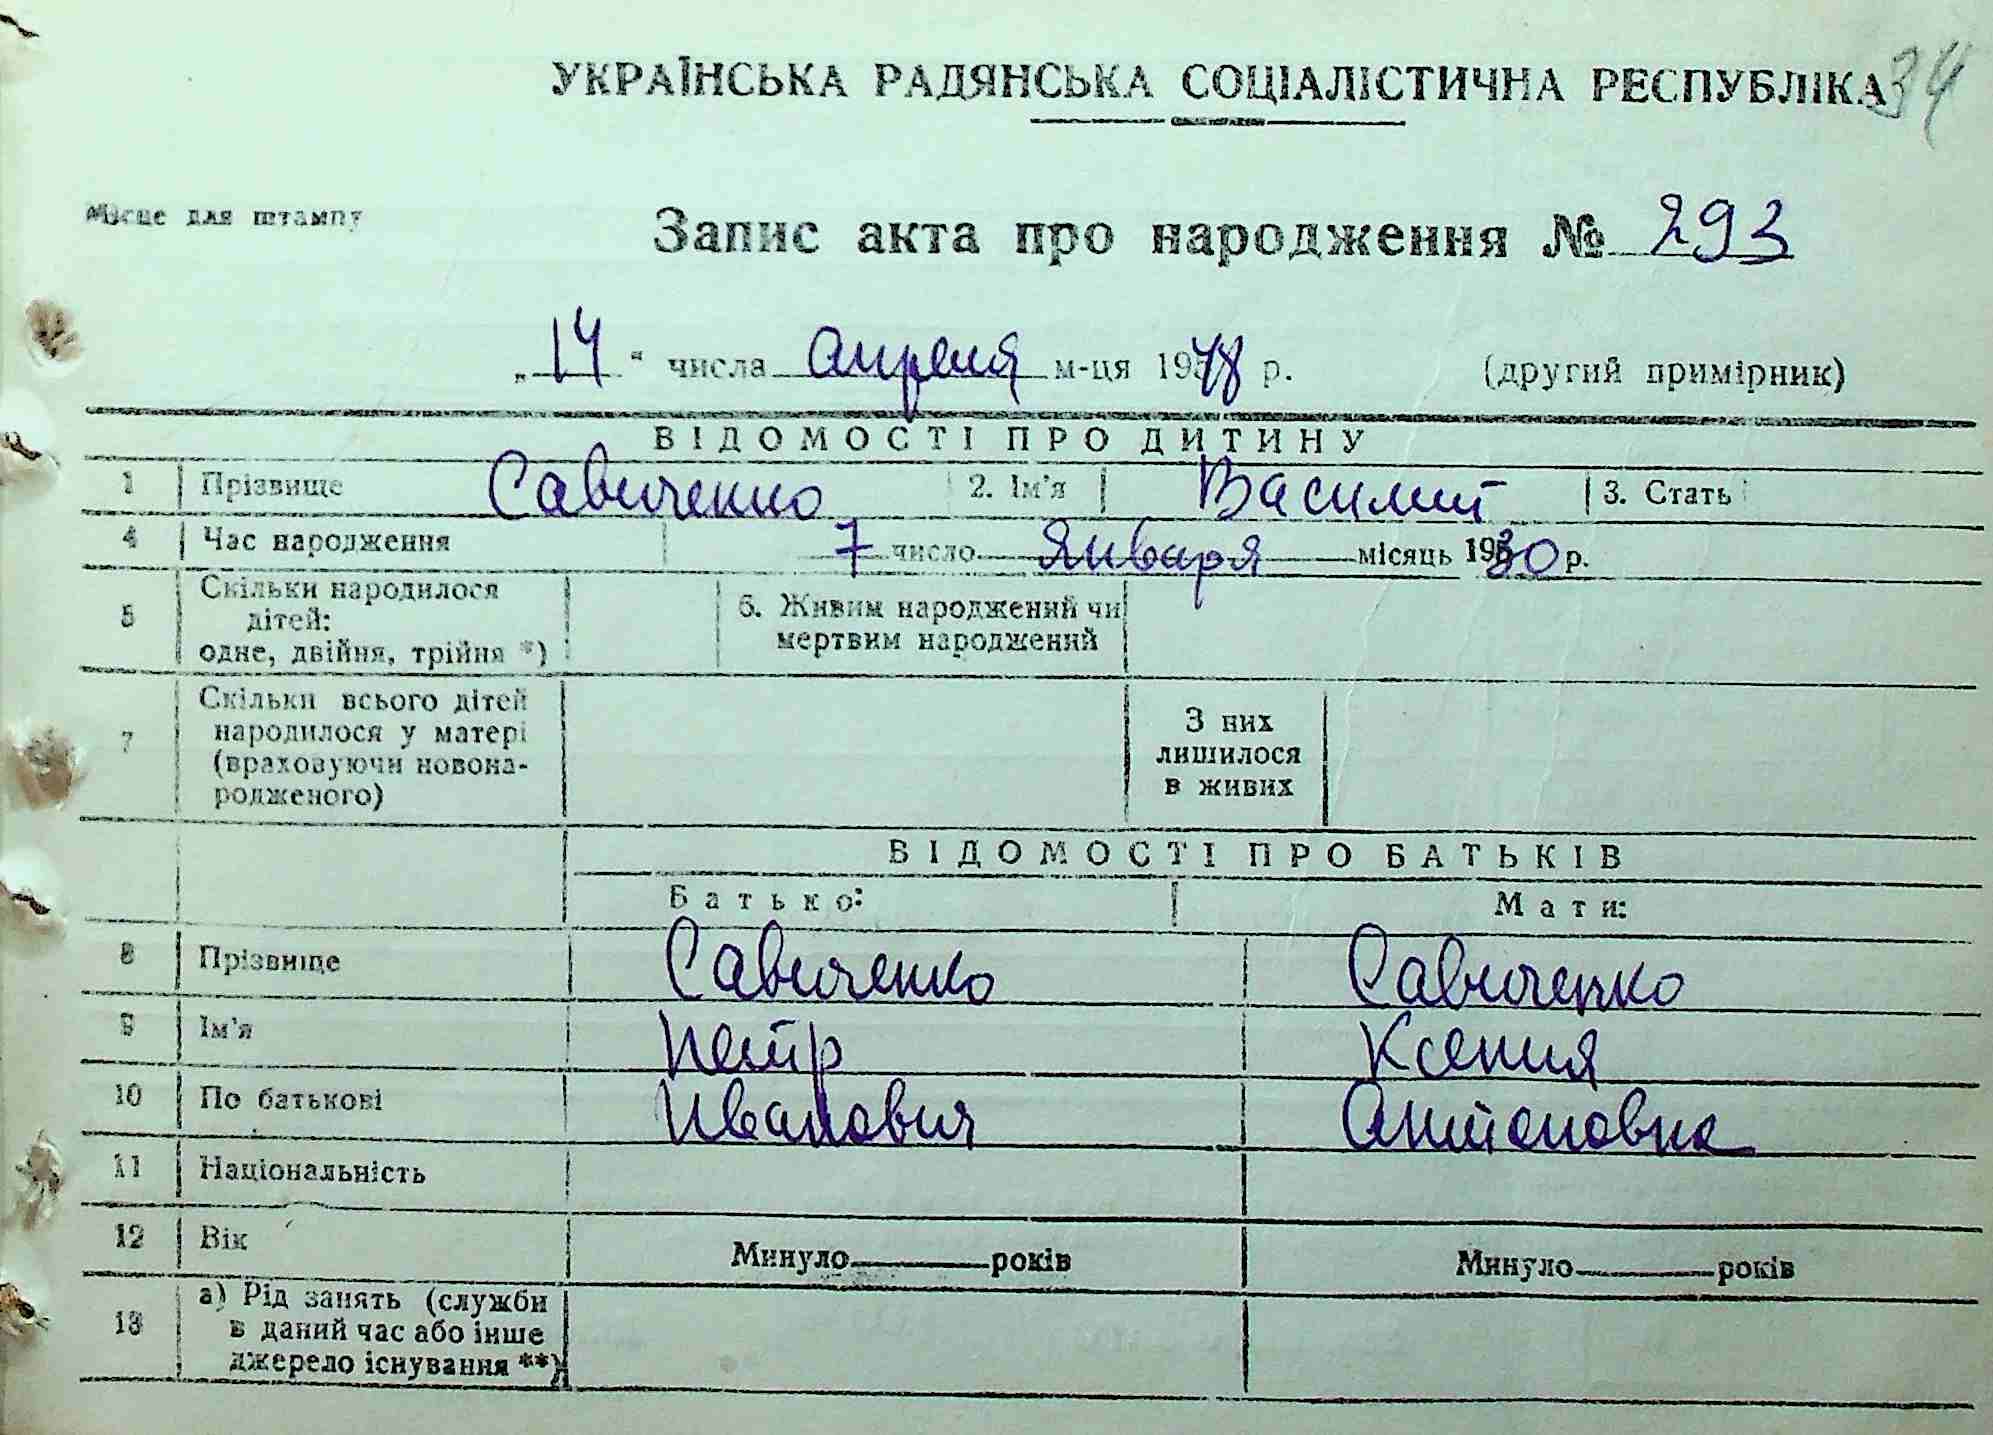 УКРАЇНСЬКА РАДЯНСЬКА СОЦІАЛІСТИЧНА РЕСПУБЛІКА 34
Місце для штампу
Запис акта про народження № 293
„14“ числа апреля м-ця 1948 р. (другий примірник)
ВІДОМОСТІ ПРО ДИТИНУ
1 Прізвище Савиченко 2. Ім'я Василий 3. Стать
4 Час народження 7 число января місяць 1930 р.
5 Скільки народилося дітей: одне, двійня, трійня *) 6. Живим народжений чи мертвим народжений
7 Скільки всього дітей народилося у матері (враховуючи новонародженого) З них лишилося в живих
ВІДОМОСТІ ПРО БАТЬКІВ
Батько: Мати:
8 Прізвище Савиченко Савиченко
9 Ім'я Петр Ксения
10 По батькові Иванович Антоновна
11 Національність
12 Вік Минуло років Минуло років
13 а) Рід занять (служби в даний час або інше джерело існування **)